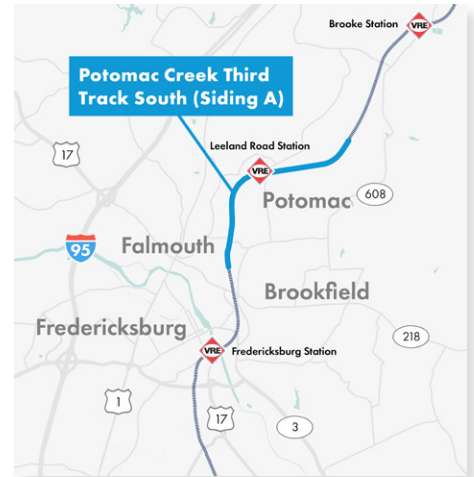 Brooke Station
VRE
Potomac Creek Third
Track South (Siding A)
17
Leeland Road Station
VRE
Potomac
608
95
Falmouth
Brookfield
Fredericksburg
218
VRE
Fredericksburg Station
1
17
3